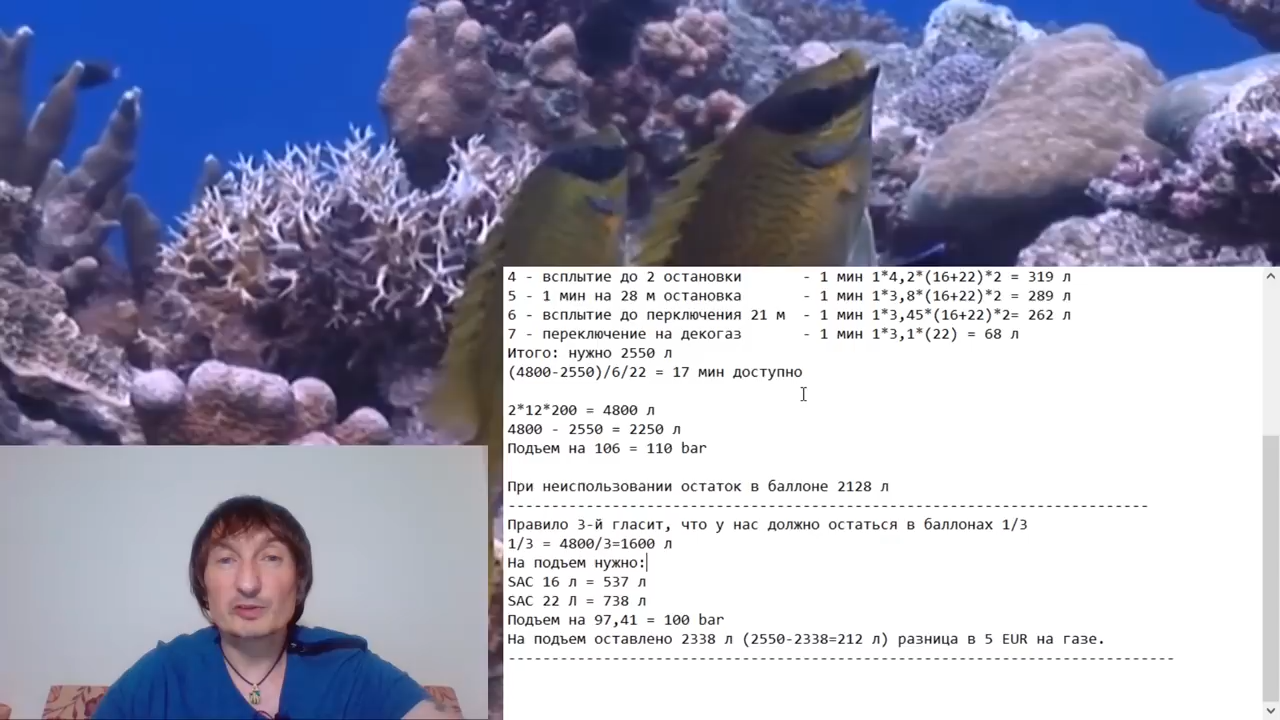 4 - всплытие до 2 остановки - 1 мин 1*4,2*(16+22)*2 = 319 л
5 - 1 мин на 28 м остановка - 1 мин 1*3,8*(16+22)*2 = 289 л
6 - всплытие до перключения 21 м - 1 мин 1*3,45*(16+22)*2= 262 л
7 - переключение на декогаз - 1 мин 1*3,1*(22) = 68 л
Итого: нужно 2550 л
(4800-2550)/6/22 = 17 мин доступно
2*12*200 = 4800 л
4800 - 2550 = 2250 л
Подъем на 106 = 110 bar
При неиспользовании остаток в баллоне 2128 л
--------------------------------------------------------------------------
Правило 3-й гласит, что у нас должно остаться в баллонах 1/3
1/3 = 4800/3=1600 л
На подъем нужно:
SAC 16 л = 537 л
SAC 22 Л = 738 л
Подъем на 97,41 = 100 bar
На подъем оставлено 2338 л (2550-2338=212 л) разница в 5 EUR на газе.
-----------------------------------------------------------------------------